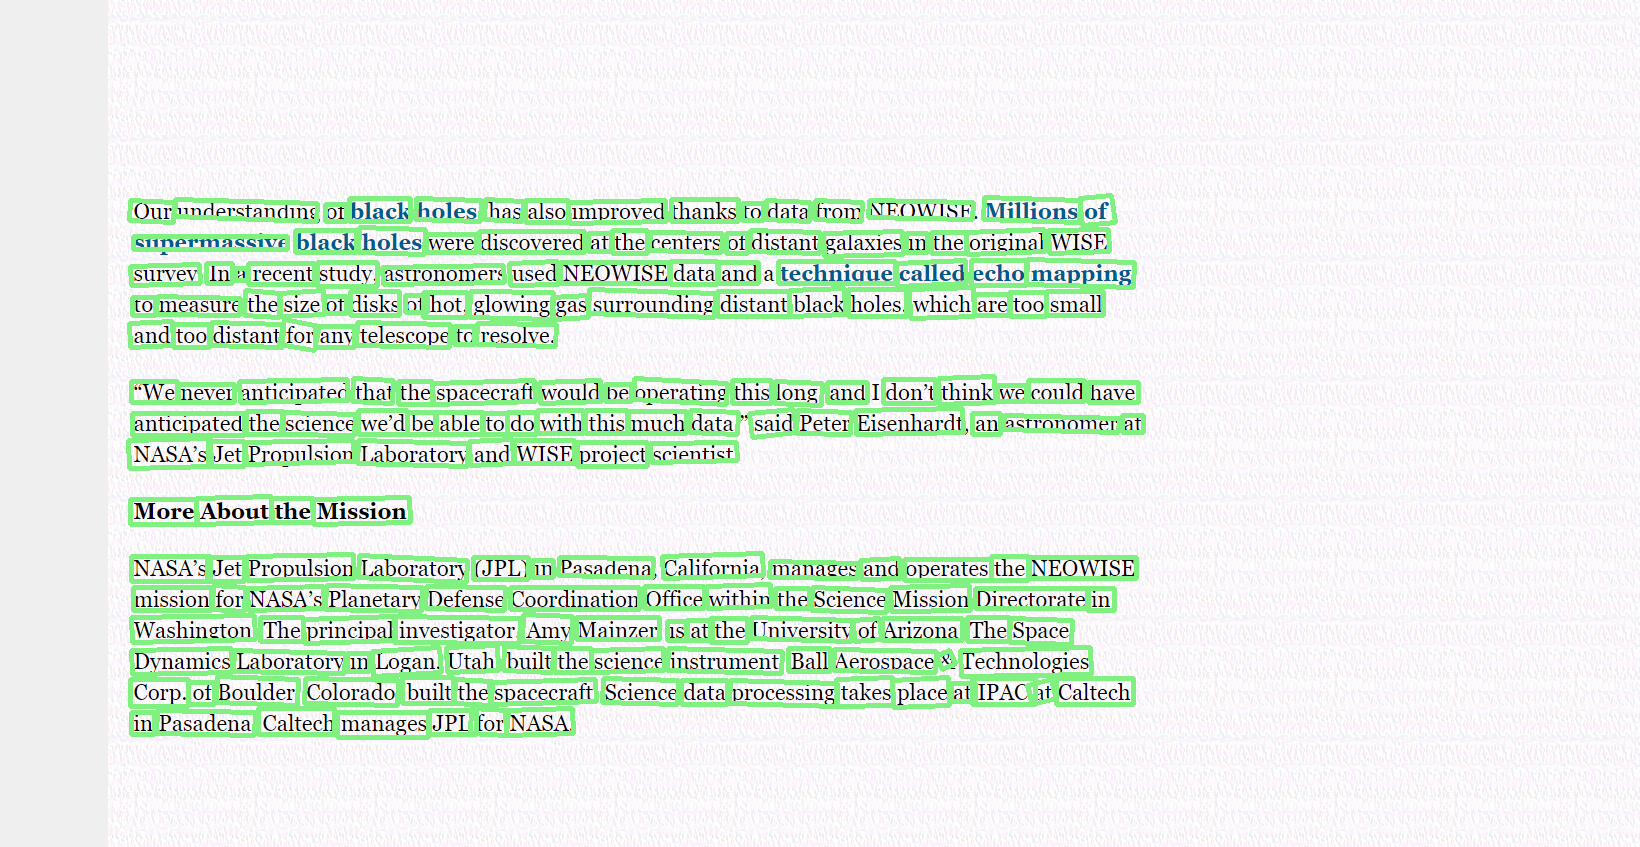 Our understanding of black holes has also improved thanks to data from NEOWISE. Millions of
supermassive black holes were discovered at the centers of distant galaxies in the original WISE
survey. In a recent study, astronomers used NEOWISE data and a technique called echo mapping
to measure the size of disks of hot, glowing gas surrounding distant black holes, which are too small
and too distant for any telescope to resolve.
“We never anticipated that the spacecraft would be operating this long, and I don’t think we could have
anticipated the science we’d be able to do with this much data,” said Peter Eisenhardt, an astronomer at
NASA’s Jet Propulsion Laboratory and WISE project scientist.
More About the Mission
NASA’s Jet Propulsion Laboratory (JPL) in Pasadena, California, manages and operates the NEOWISE
mission for NASA’s Planetary Defense Coordination Office within the Science Mission Directorate in
Washington. The principal investigator, Amy Mainzer, is at the University of Arizona. The Space
Dynamics Laboratory in Logan, Utah, built the science instrument. Ball Aerospace & Technologies
Corp. of Boulder, Colorado, built the spacecraft. Science data processing takes place at IPAC at Caltech
in Pasadena. Caltech manages JPL for NASA.